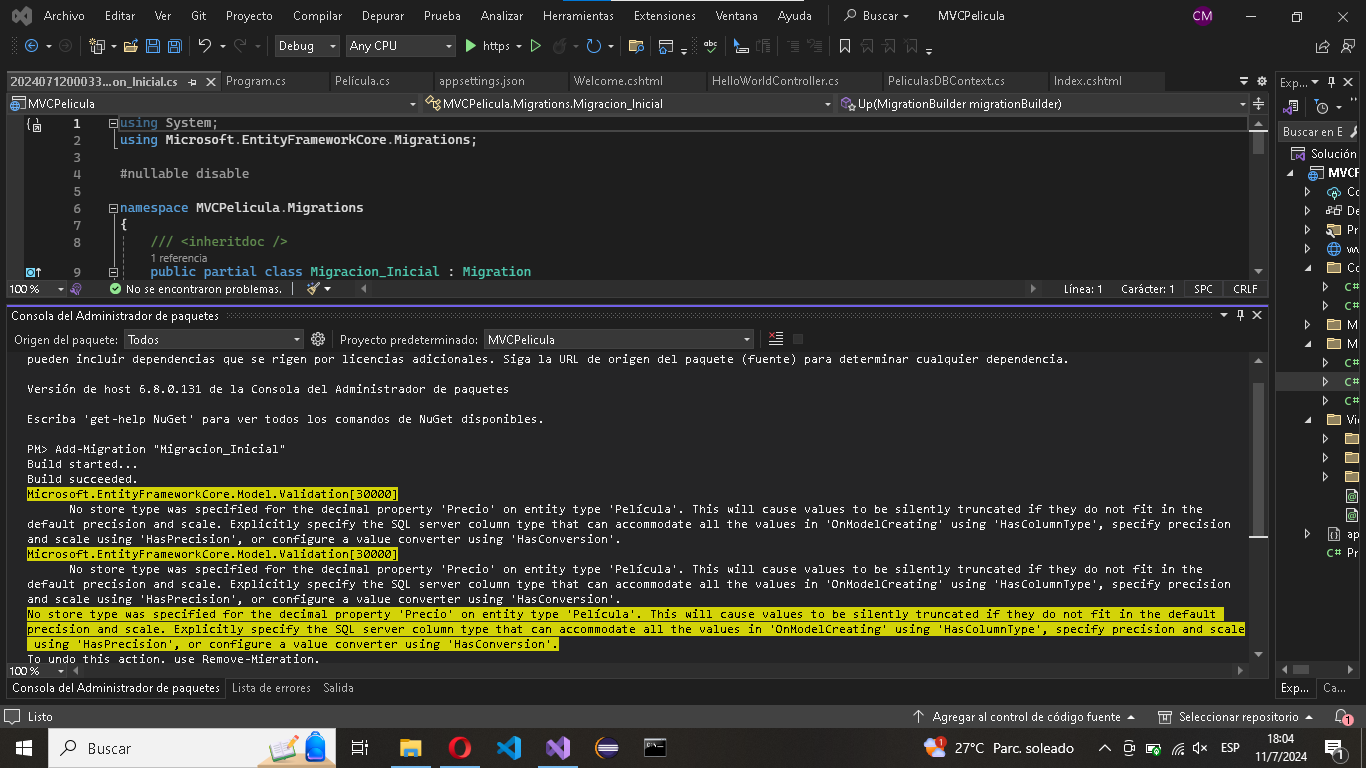 Archivo Editar Ver Git Proyecto Compilar Depurar Prueba Analizar Herramientas Extensiones Ventana Ayuda Buscar MVCPelicula CM
Debug Any CPU https
2024071200033...on_Inicial.cs Program.cs Película.cs appsettings.json Welcome.cshtml HelloWorldController.cs PeliculasDBContext.cs Index.cshtml
MVCPelicula MVCPelicula.Migrations.Migracion_Inicial Up(MigrationBuilder migrationBuilder)
1 using System;
2 using Microsoft.EntityFrameworkCore.Migrations;
3
4 #nullable disable
5
6 namespace MVCPelicula.Migrations
7 {
8 /// <inheritdoc />
1 referencia
9 public partial class Migracion_Inicial : Migration
100 % No se encontraron problemas. Línea: 1 Carácter: 1 SPC CRLF
Consola del Administrador de paquetes
Origen del paquete: Todos Proyecto predeterminado: MVCPelicula
pueden incluir dependencias que se rigen por licencias adicionales. Siga la URL de origen del paquete (fuente) para determinar cualquier dependencia.
Versión de host 6.8.0.131 de la Consola del Administrador de paquetes
Escriba 'get-help NuGet' para ver todos los comandos de NuGet disponibles.
PM> Add-Migration "Migracion_Inicial"
Build started...
Build succeeded.
Microsoft.EntityFrameworkCore.Model.Validation[30000]
No store type was specified for the decimal property 'Precio' on entity type 'Película'. This will cause values to be silently truncated if they do not fit in the
default precision and scale. Explicitly specify the SQL server column type that can accommodate all the values in 'OnModelCreating' using 'HasColumnType', specify precision
and scale using 'HasPrecision', or configure a value converter using 'HasConversion'.
Microsoft.EntityFrameworkCore.Model.Validation[30000]
No store type was specified for the decimal property 'Precio' on entity type 'Película'. This will cause values to be silently truncated if they do not fit in the
default precision and scale. Explicitly specify the SQL server column type that can accommodate all the values in 'OnModelCreating' using 'HasColumnType', specify precision
and scale using 'HasPrecision', or configure a value converter using 'HasConversion'.
No store type was specified for the decimal property 'Precio' on entity type 'Película'. This will cause values to be silently truncated if they do not fit in the default
precision and scale. Explicitly specify the SQL server column type that can accommodate all the values in 'OnModelCreating' using 'HasColumnType', specify precision and scale
using 'HasPrecision', or configure a value converter using 'HasConversion'.
To undo this action, use Remove-Migration.
100 %
Consola del Administrador de paquetes Lista de errores Salida
Exp...
Buscar en E
Solución
MVCP
Co
De
Pr
Co
C#
C#
M
M
C#
C#
C#
Vi
ap
C# Pr
Exp... Ca...
Listo Agregar al control de código fuente Seleccionar repositorio 1
Buscar 1 27°C Parc. soleado ESP 18:04
11/7/2024 1